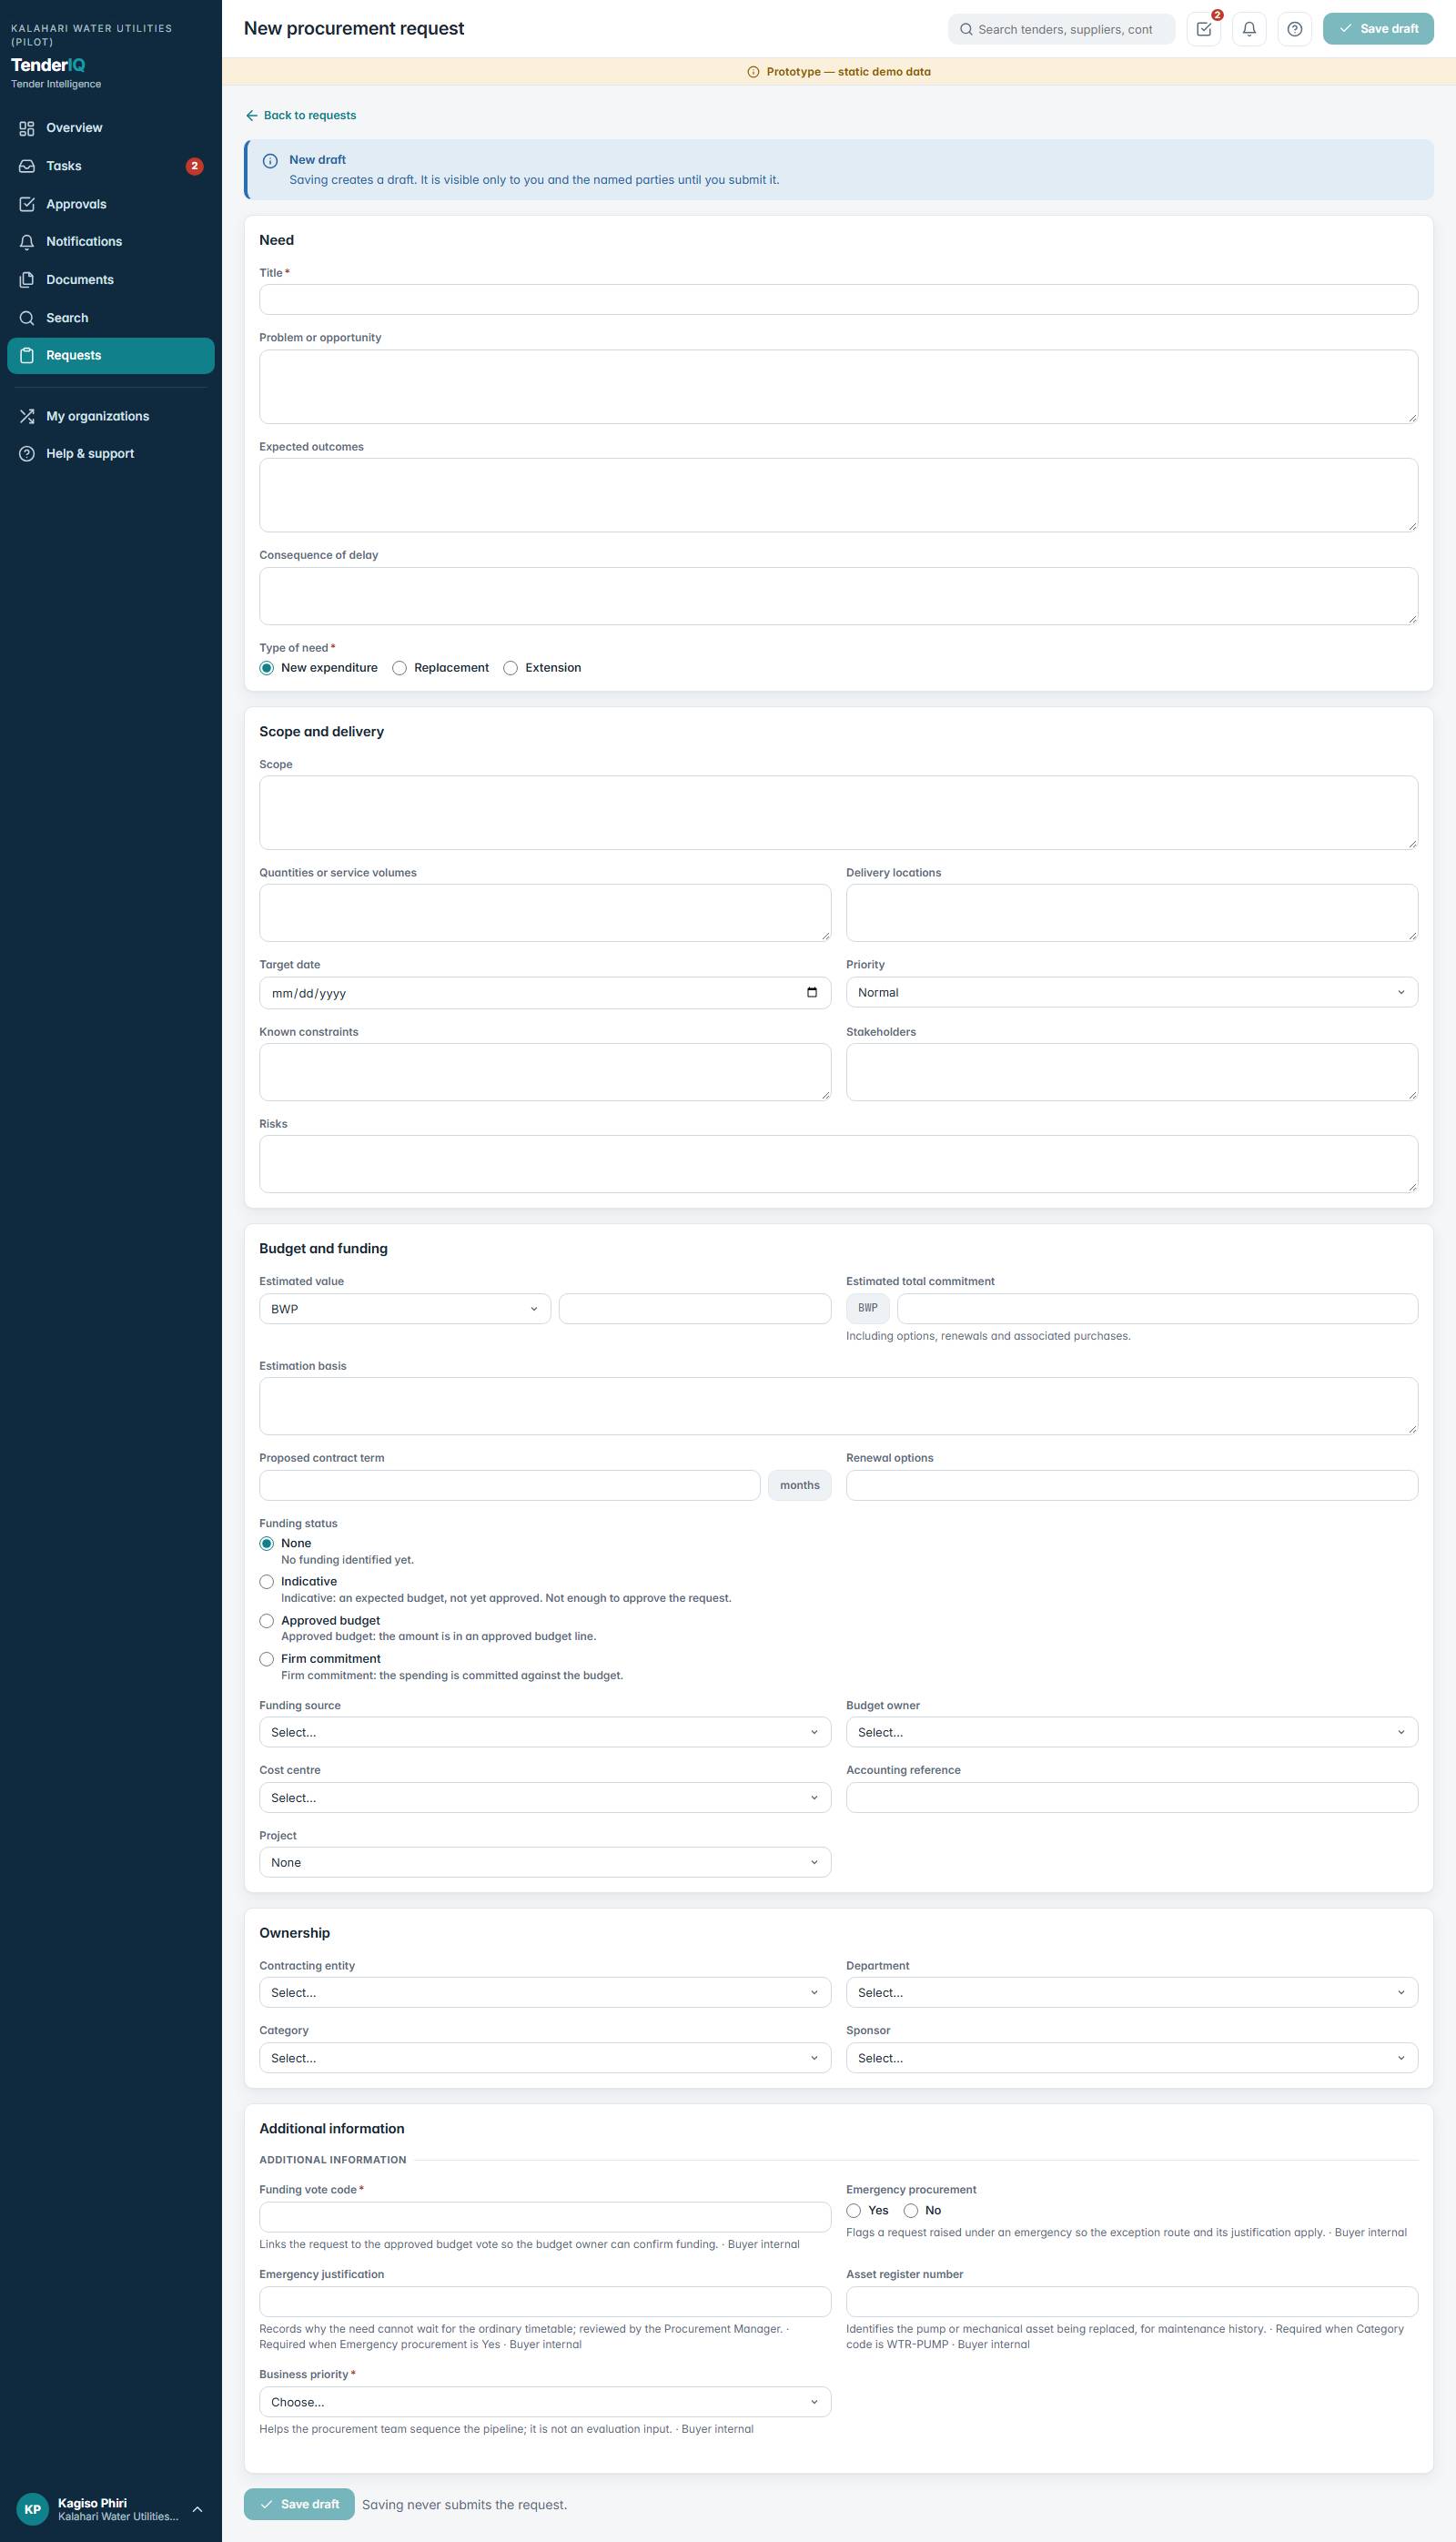 KALAHARI WATER UTILITIES
(PILOT)
TenderIQ
Tender Intelligence
Overview
Tasks
2
Approvals
Notifications
Documents
Search
Requests
My organizations
Help & support
KP
Kagiso Phiri
Kalahari Water Utilities...
New procurement request
Search tenders, suppliers, cont
2
Save draft
Prototype — static demo data
Back to requests
New draft
Saving creates a draft. It is visible only to you and the named parties until you submit it.
Need
Title *
Problem or opportunity
Expected outcomes
Consequence of delay
Type of need *
New expenditure
Replacement
Extension
Scope and delivery
Scope
Quantities or service volumes
Delivery locations
Target date
mm/dd/yyyy
Priority
Normal
Known constraints
Stakeholders
Risks
Budget and funding
Estimated value
BWP
Estimated total commitment
BWP
Including options, renewals and associated purchases.
Estimation basis
Proposed contract term
months
Renewal options
Funding status
None
No funding identified yet.
Indicative
Indicative: an expected budget, not yet approved. Not enough to approve the request.
Approved budget
Approved budget: the amount is in an approved budget line.
Firm commitment
Firm commitment: the spending is committed against the budget.
Funding source
Select...
Budget owner
Select...
Cost centre
Select...
Accounting reference
Project
None
Ownership
Contracting entity
Select...
Department
Select...
Category
Select...
Sponsor
Select...
Additional information
ADDITIONAL INFORMATION
Funding vote code *
Links the request to the approved budget vote so the budget owner can confirm funding. · Buyer internal
Emergency procurement
Yes
No
Flags a request raised under an emergency so the exception route and its justification apply. · Buyer internal
Emergency justification
Records why the need cannot wait for the ordinary timetable; reviewed by the Procurement Manager. ·
Required when Emergency procurement is Yes · Buyer internal
Asset register number
Identifies the pump or mechanical asset being replaced, for maintenance history. · Required when Category
code is WTR-PUMP · Buyer internal
Business priority *
Choose...
Helps the procurement team sequence the pipeline; it is not an evaluation input. · Buyer internal
Save draft
Saving never submits the request.